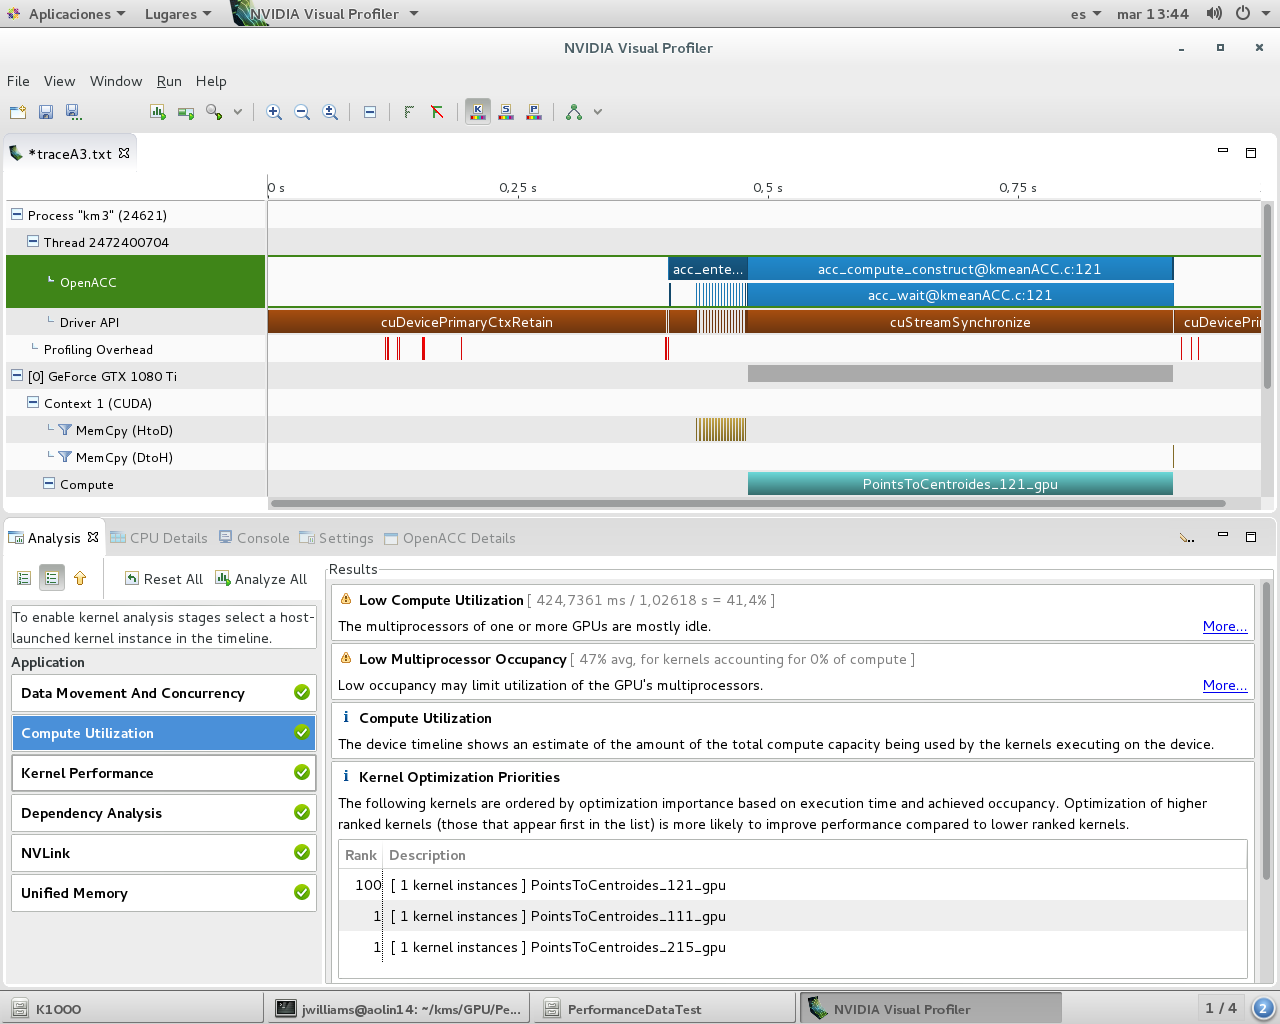 Aplicaciones
Lugares
NVIDIA Visual Profiler
es
mar 13:44
NVIDIA Visual Profiler
File View Window Run Help
*traceA3.txt
0 s
0,25 s
0,5 s
0,75 s
Process "km3" (24621)
Thread 2472400704
OpenACC
acc_ente...
acc_compute_construct@kmeanACC.c:121
acc_wait@kmeanACC.c:121
Driver API
cuDevicePrimaryCtxRetain
cuStreamSynchronize
Profiling Overhead
[0] GeForce GTX 1080 Ti
Context 1 (CUDA)
MemCpy (HtoD)
MemCpy (DtoH)
Compute
PointsToCentroides_121_gpu
Analysis
CPU Details
Console
Settings
OpenACC Details
Reset All
Analyze All
To enable kernel analysis stages select a host-
launched kernel instance in the timeline.
Application
Data Movement And Concurrency
Compute Utilization
Kernel Performance
Dependency Analysis
NVLink
Unified Memory
Results
Low Compute Utilization [ 424,7361 ms / 1,02618 s = 41,4% ]
The multiprocessors of one or more GPUs are mostly idle.
More...
Low Multiprocessor Occupancy [ 47% avg, for kernels accounting for 0% of compute ]
Low occupancy may limit utilization of the GPU's multiprocessors.
More...
Compute Utilization
The device timeline shows an estimate of the amount of the total compute capacity being used by the kernels executing on the device.
Kernel Optimization Priorities
The following kernels are ordered by optimization importance based on execution time and achieved occupancy. Optimization of higher
ranked kernels (those that appear first in the list) is more likely to improve performance compared to lower ranked kernels.
Rank Description
100 [ 1 kernel instances ] PointsToCentroides_121_gpu
1 [ 1 kernel instances ] PointsToCentroides_111_gpu
1 [ 1 kernel instances ] PointsToCentroides_215_gpu
K1000
jwilliams@aolin14: ~/kms/GPU/Pe...
PerformanceDataTest
NVIDIA Visual Profiler
1 / 4
2